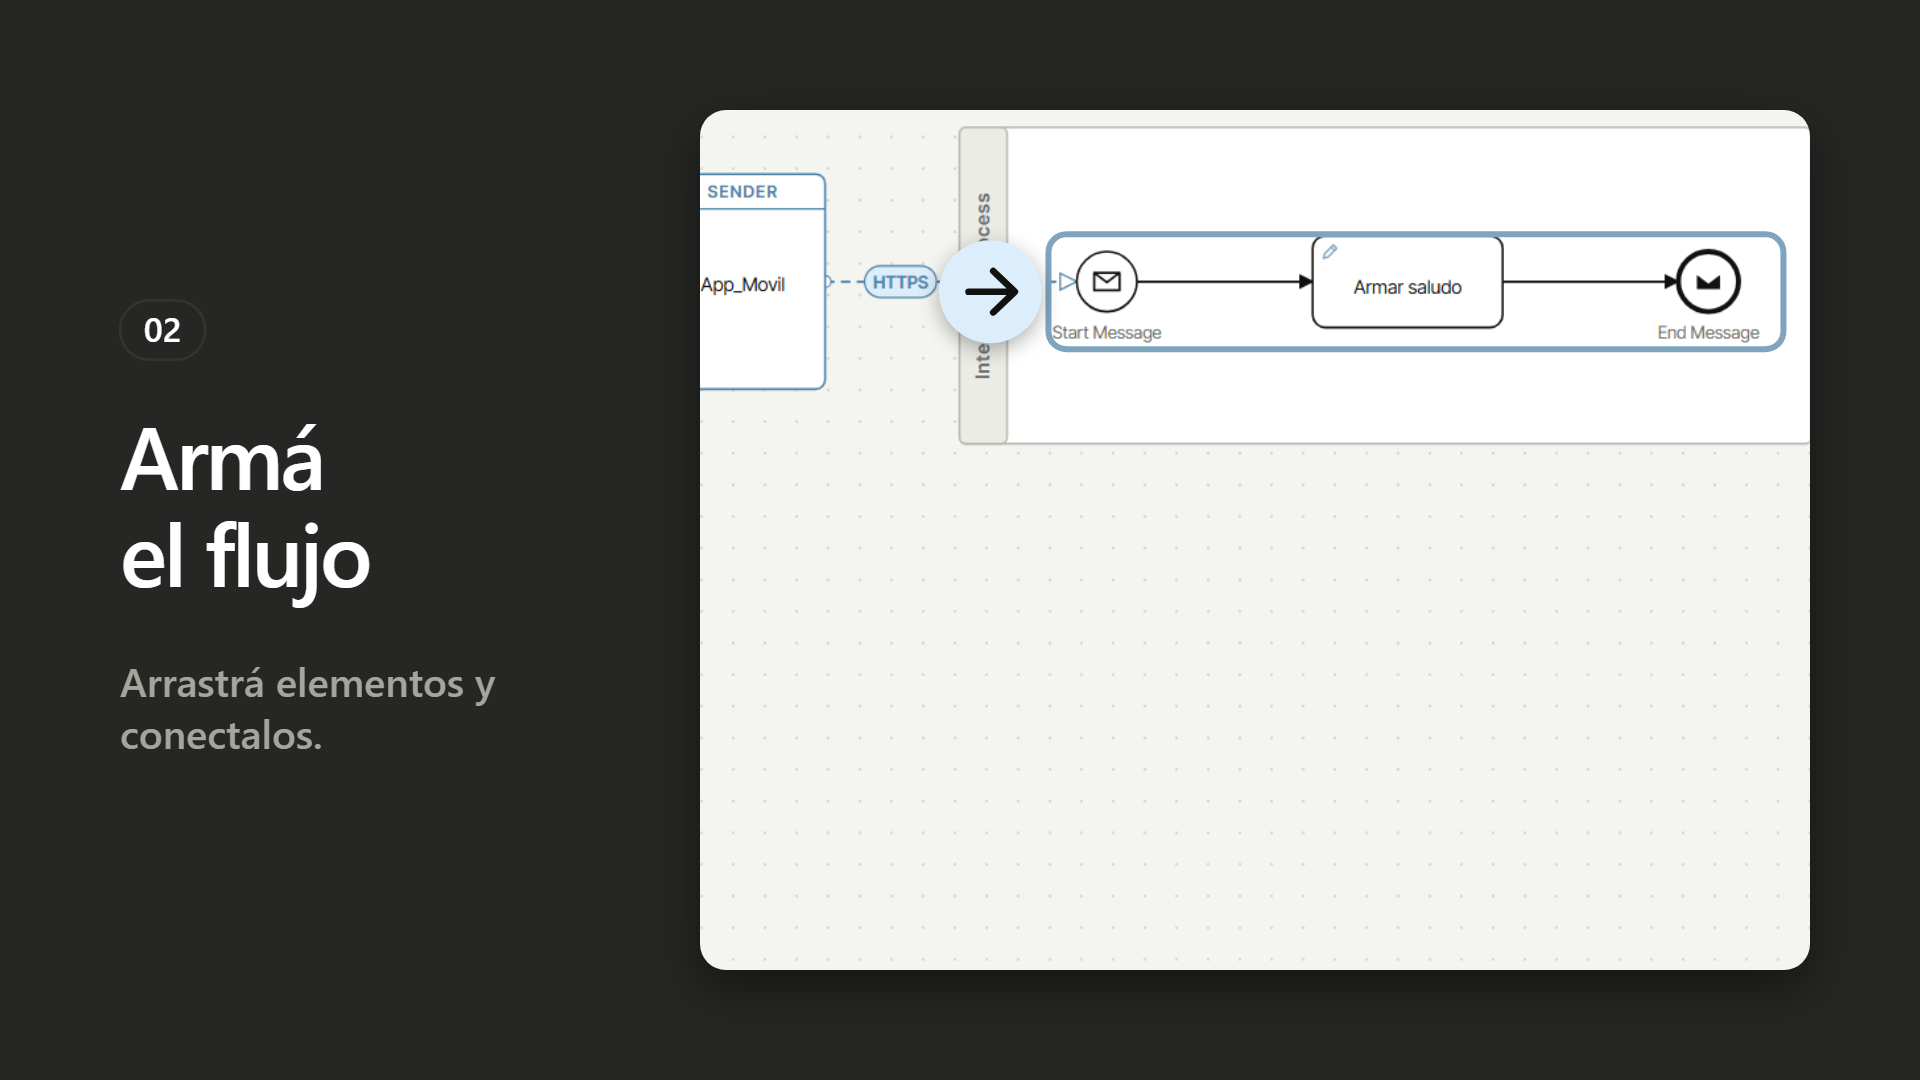 02
Armá
el flujo
Arrastrá elementos y
conectalos.
SENDER
App_Movil
HTTPS
Start Message
Armar saludo
End Message